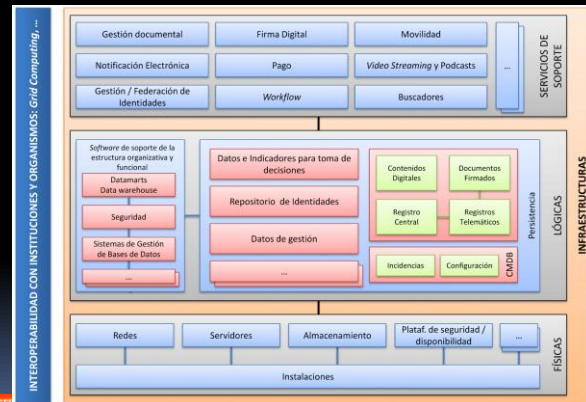 INTEROPERABILIDAD CON INSTITUCIONES Y ORGANISMOS: Grid Computing, ...
Gestión documental
Firma Digital
Movilidad
Notificación Electrónica
Pago
Video Streaming y Podcasts
Gestión / Federación de
Identidades
Workflow
Buscadores
...
SERVICIOS DE
SOPORTE
Software de soporte de la
estructura organizativa y
funcional
Datamarts
Data warehouse
Seguridad
Sistemas de Gestión
de Bases de Datos
...
Datos e Indicadores para toma de
decisiones
Repositorio de Identidades
Datos de gestión
...
Contenidos
Digitales
Documentos
Firmados
Registro
Central
Registros
Telemáticos
Incidencias
Configuración
CMDB
Persistencia
LÓGICAS
INFRAESTRUCTURAS
Redes
Servidores
Almacenamiento
Plataf. de seguridad /
disponibilidad
...
Instalaciones
FÍSICAS